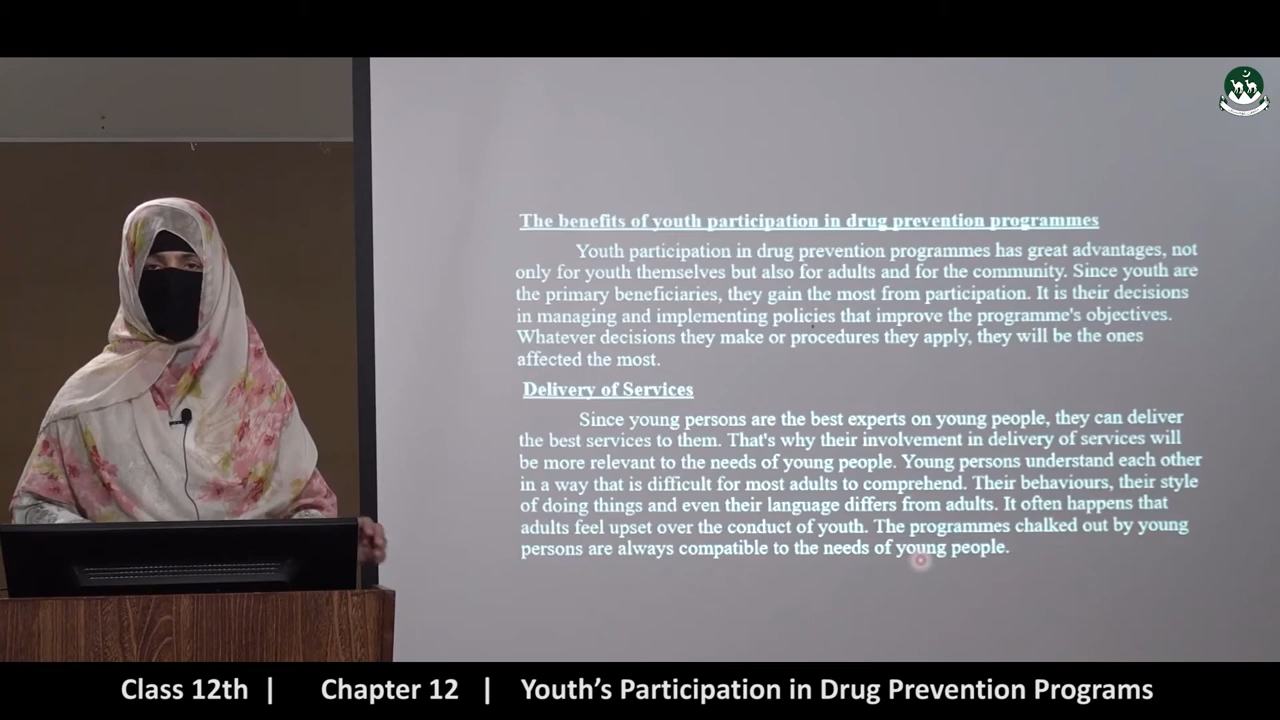 The benefits of youth participation in drug prevention programmes
Youth participation in drug prevention programmes has great advantages, not
only for youth themselves but also for adults and for the community. Since youth are
the primary beneficiaries, they gain the most from participation. It is their decisions
in managing and implementing policies that improve the programme's objectives.
Whatever decisions they make or procedures they apply, they will be the ones
affected the most.
Delivery of Services
Since young persons are the best experts on young people, they can deliver
the best services to them. That's why their involvement in delivery of services will
be more relevant to the needs of young people. Young persons understand each other
in a way that is difficult for most adults to comprehend. Their behaviours, their style
of doing things and even their language differs from adults. It often happens that
adults feel upset over the conduct of youth. The programmes chalked out by young
persons are always compatible to the needs of young people.
Class 12th | Chapter 12 | Youth's Participation in Drug Prevention Programs